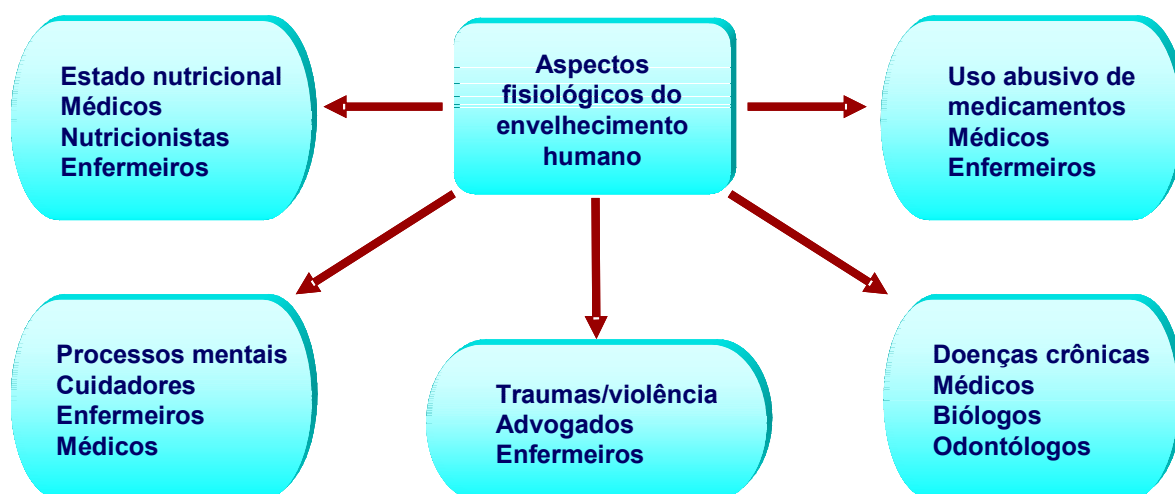 Estado nutricional
Médicos
Nutricionistas
Enfermeiros
Aspectos
fisiológicos do
envelhecimento
humano
Uso abusivo de
medicamentos
Médicos
Enfermeiros
Processos mentais
Cuidadores
Enfermeiros
Médicos
Traumas/violência
Advogados
Enfermeiros
Doenças crônicas
Médicos
Biólogos
Odontólogos